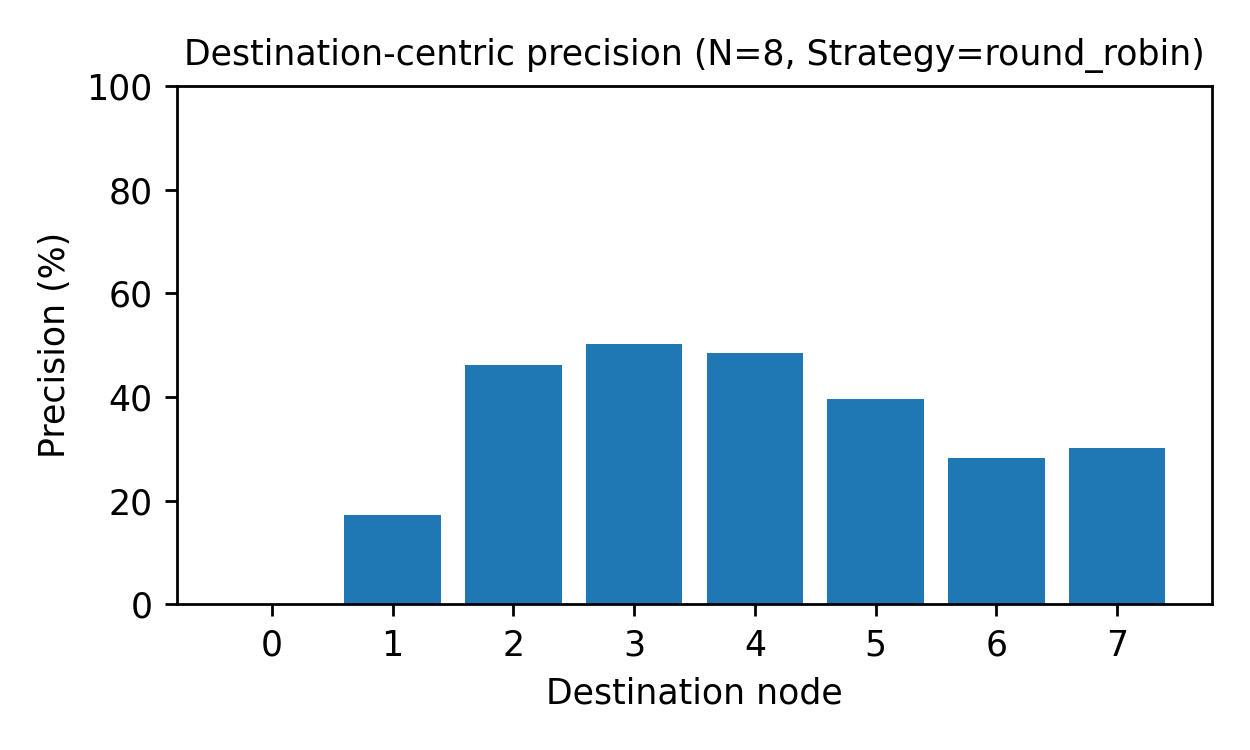 Destination-centric precision (N=8, Strategy=round_robin)
100
80
60
40
20
0
Precision (%)
0 1 2 3 4 5 6 7
Destination node